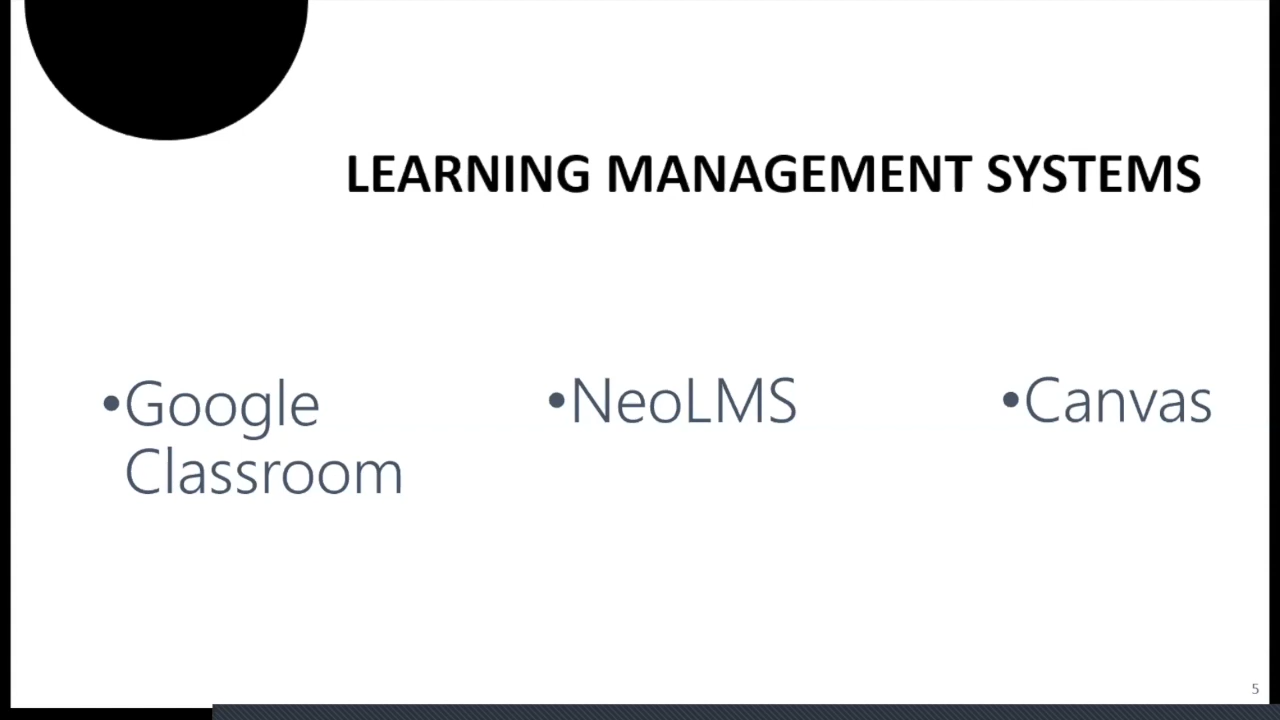 LEARNING MANAGEMENT SYSTEMS
•Google
Classroom
•NeoLMS
•Canvas
5